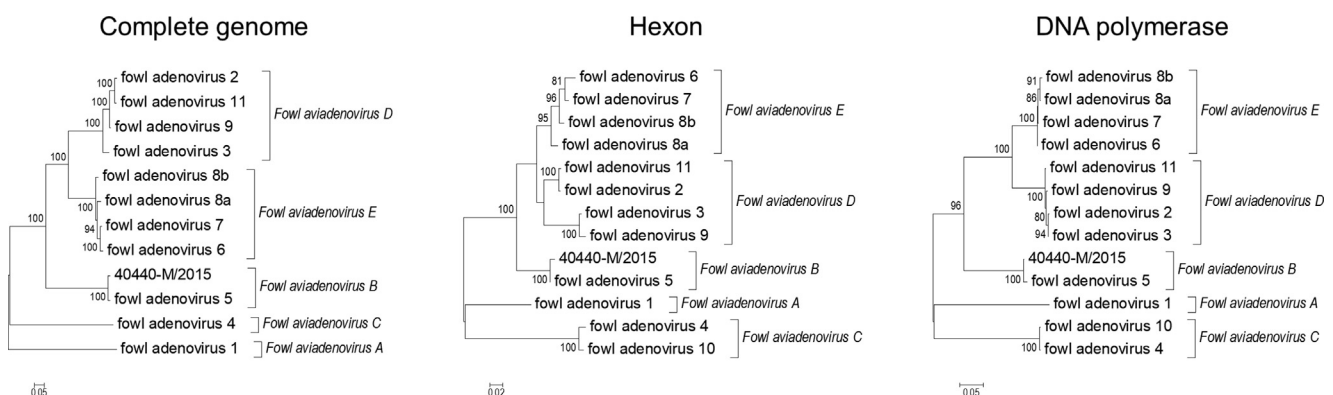 Complete genome
100
fowl adenovirus 2
100
fowl adenovirus 11
100
fowl adenovirus 9
fowl adenovirus 3
Fowl aviadenovirus D
100
fowl adenovirus 8b
fowl adenovirus 8a
100
fowl adenovirus 7
94
fowl adenovirus 6
100
Fowl aviadenovirus E
100
40440-M/2015
fowl adenovirus 5
100
Fowl aviadenovirus B
fowl adenovirus 4
Fowl aviadenovirus C
fowl adenovirus 1
Fowl aviadenovirus A
0.05
Hexon
81
fowl adenovirus 6
96
fowl adenovirus 7
95
fowl adenovirus 8b
fowl adenovirus 8a
Fowl aviadenovirus E
fowl adenovirus 11
100
fowl adenovirus 2
fowl adenovirus 3
100
fowl adenovirus 9
Fowl aviadenovirus D
100
40440-M/2015
100
fowl adenovirus 5
Fowl aviadenovirus B
fowl adenovirus 1
Fowl aviadenovirus A
fowl adenovirus 4
100
fowl adenovirus 10
Fowl aviadenovirus C
0.02
DNA polymerase
91
fowl adenovirus 8b
86
fowl adenovirus 8a
100
fowl adenovirus 7
fowl adenovirus 6
Fowl aviadenovirus E
100
fowl adenovirus 11
100
fowl adenovirus 9
80
fowl adenovirus 2
94
fowl adenovirus 3
Fowl aviadenovirus D
96
40440-M/2015
100
fowl adenovirus 5
Fowl aviadenovirus B
fowl adenovirus 1
Fowl aviadenovirus A
fowl adenovirus 10
100
fowl adenovirus 4
Fowl aviadenovirus C
0.05